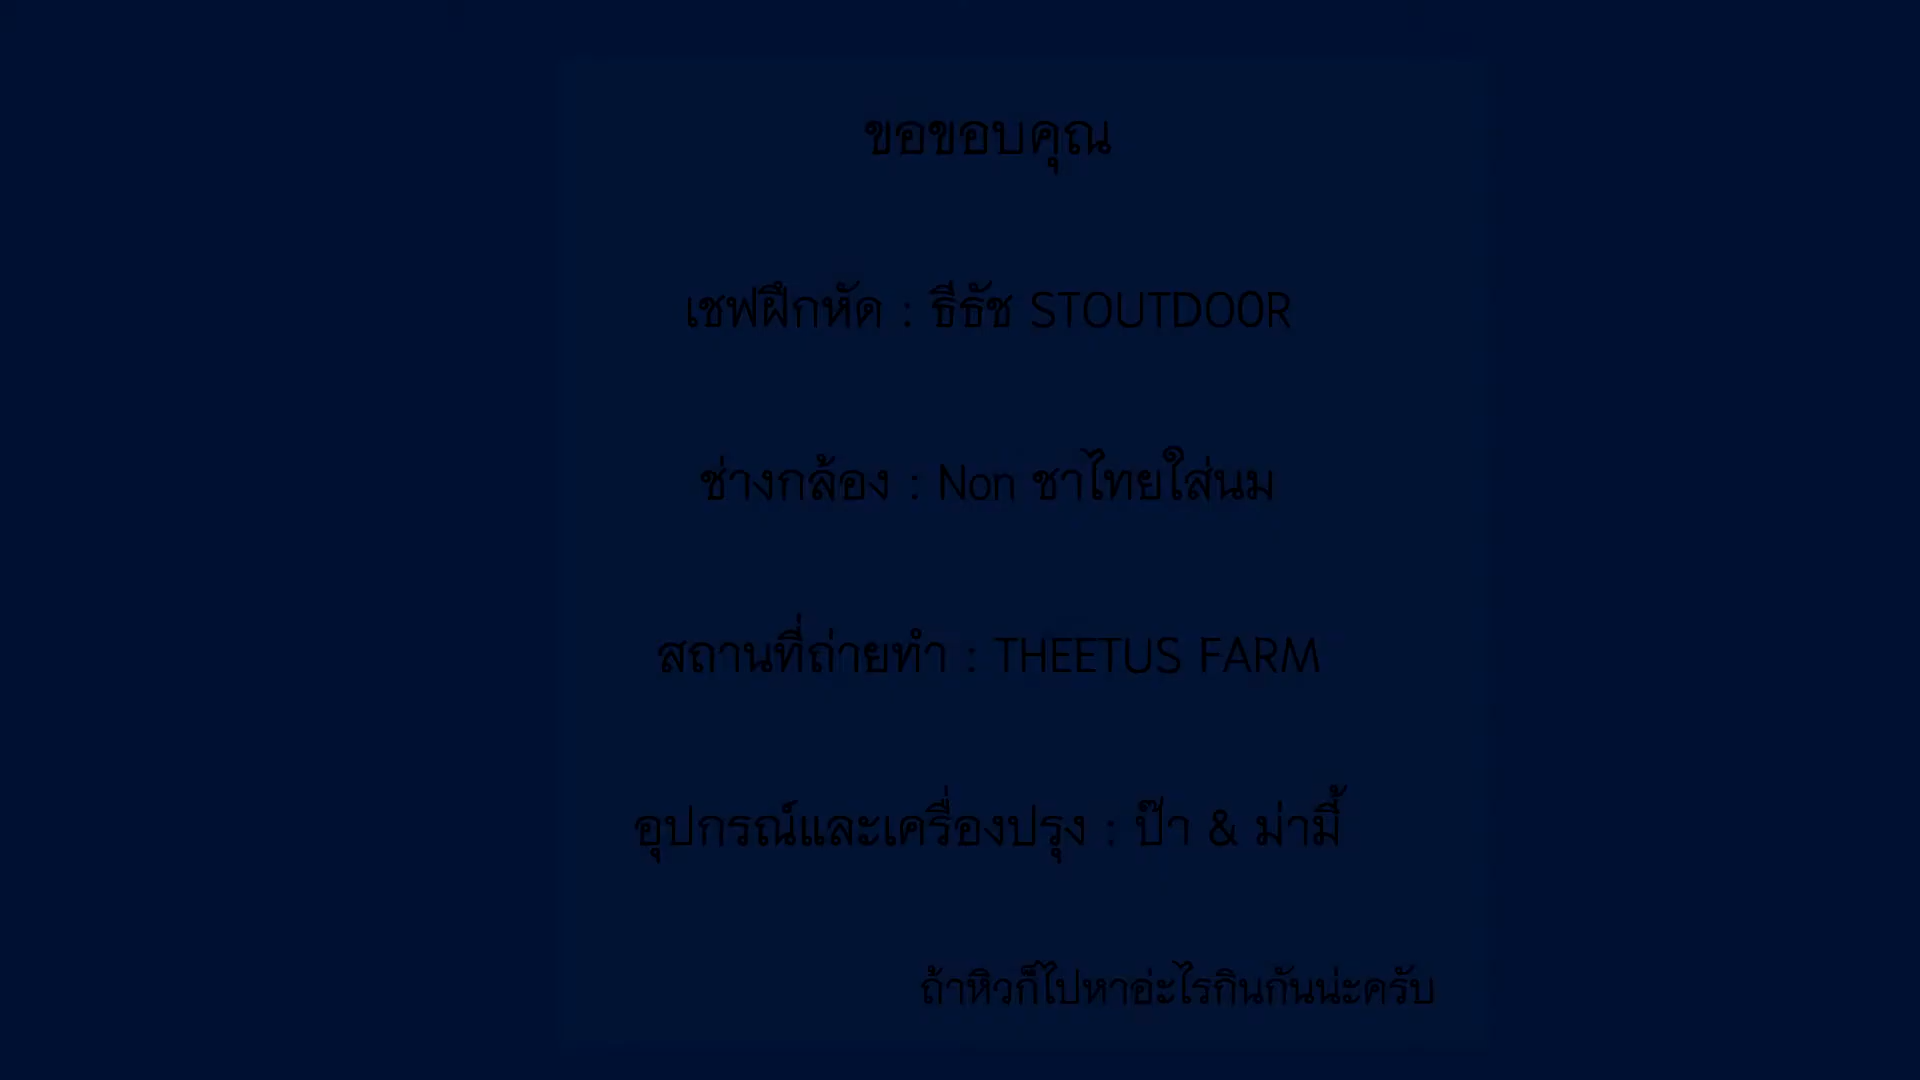 ขอขอบคุณ
เชฟฝึกหัด : ธีธัช STOUTDOOR
ช่างกล้อง : Non ชาไทยใส่นม
สถานที่ถ่ายทำ : THEETUS FARM
อุปกรณ์และเครื่องปรุง : ป๊า & ม่ามี้
ถ้าหิวก็ไปหาอ่ะไรกินกันน่ะครับ